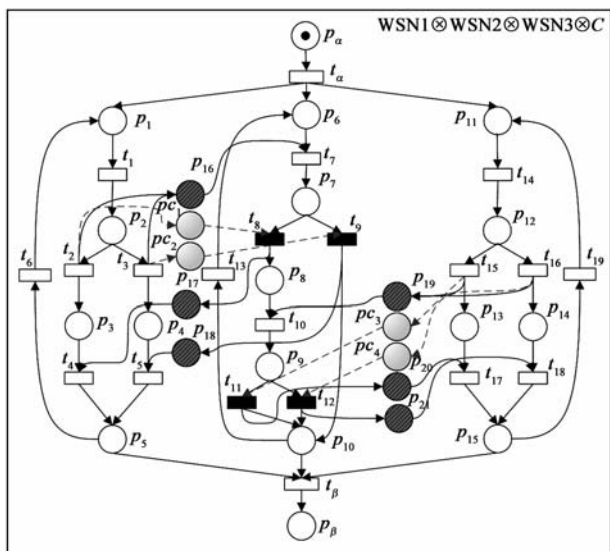 WSN1⊗WSN2⊗WSN3⊗C
pα
tα
p1
p6
p11
t1
p16
t7
t14
pc1
p7
p2
pc2
t8
t9
p12
t6
t2
t3
t13
p19
t15
t16
t19
p17
p8
pc3
p13
p14
p3
p4
p18
t10
pc4
p9
p20
t4
t5
t11
t12
p21
t17
t18
p5
p10
p15
tβ
pβ